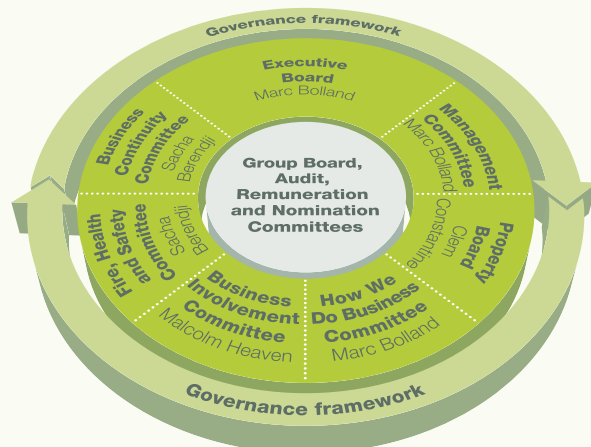 Governance framework
Executive
Board
Marc Bolland
Management
Committee
Marc Bolland
Property
Board
Clem
Constantine
How We
Do Business
Committee
Marc Bolland
Business
Involvement
Committee
Malcolm Heaven
Fire, Health
and Safety
Committee
Sacha
Berendji
Business
Continuity
Committee
Sacha
Berendji
Group Board,
Audit,
Remuneration
and Nomination
Committees
Governance framework